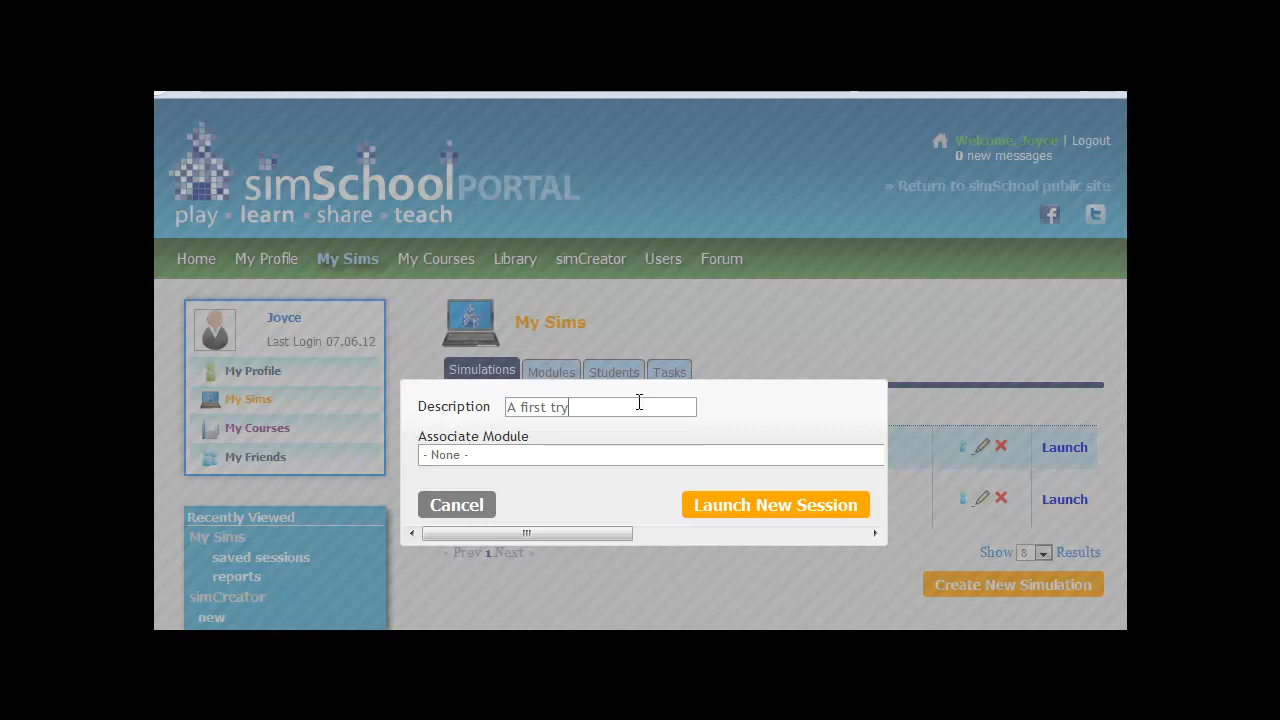 simSchoolPORTAL
play • learn • share • teach
Welcome, Joyce | Logout
0 new messages
» Return to simSchool public site
Home My Profile My Sims My Courses Library simCreator Users Forum
Joyce
Last Login 07.06.12
My Profile
My Sims
My Courses
My Friends
Recently Viewed
My Sims
saved sessions
reports
simCreator
new
My Sims
Simulations Modules Students Tasks
Description A first try
Associate Module
- None -
Cancel Launch New Session
Launch
Launch
« Prev 1 Next »
Show 8 Results
Create New Simulation